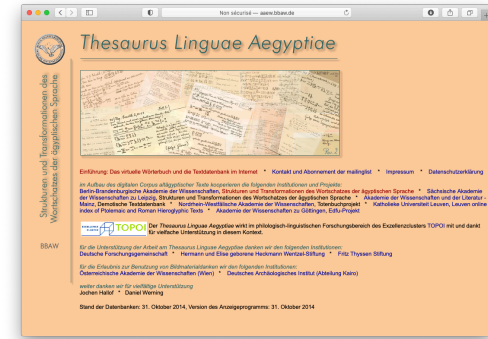 Non sécurisé — aaew.bbaw.de
Thesaurus Linguae Aegyptiae
Strukturen und Transformationen des
Wortschatzes der ägyptischen Sprache
BBAW
Einführung: Das virtuelle Wörterbuch und die Textdatenbank im Internet * Kontakt und Abonnement der mailinglist * Impressum * Datenschutzerklärung
Im Aufbau des digitalen Corpus altägyptischer Texte kooperieren die folgenden Institutionen und Projekte:
Berlin-Brandenburgische Akademie der Wissenschaften, Strukturen und Transformationen des Wortschatzes der ägyptischen Sprache * Sächsische Akademie
der Wissenschaften zu Leipzig, Strukturen und Transformationen des Wortschatzes der ägyptischen Sprache * Akademie der Wissenschaften und der Literatur -
Mainz, Demotische Textdatenbank * Nordrhein-Westfälische Akademie der Wissenschaften, Totenbuchprojekt * Katholieke Universiteit Leuven, Leuven online
index of Ptolemaic and Roman Hieroglyphic Texts * Akademie der Wissenschaften zu Göttingen, Edfu-Projekt
TOPOI Der Thesaurus Linguae Aegyptiae wirkt im philologisch-linguistischen Forschungsbereich des Exzellenzclusters TOPOI mit und dankt
für vielfältige Unterstützung in diesem Kontext.
für die Unterstützung der Arbeit am Thesaurus Linguae Aegyptiae danken wir den folgenden Institutionen:
Deutsche Forschungsgemeinschaft * Hermann und Elise geborene Heckmann Wentzel-Stiftung * Fritz Thyssen Stiftung
für die Erlaubnis zur Benutzung von Bildmaterial danken wir den folgenden Institutionen:
Österreichische Akademie der Wissenschaften (Wien) * Deutsches Archäologisches Institut (Abteilung Kairo)
weiter danken wir für vielfältige Unterstützung
Jochen Hallof * Daniel Werning
Stand der Datenbanken: 31. Oktober 2014, Version des Anzeigeprogramms: 31. Oktober 2014